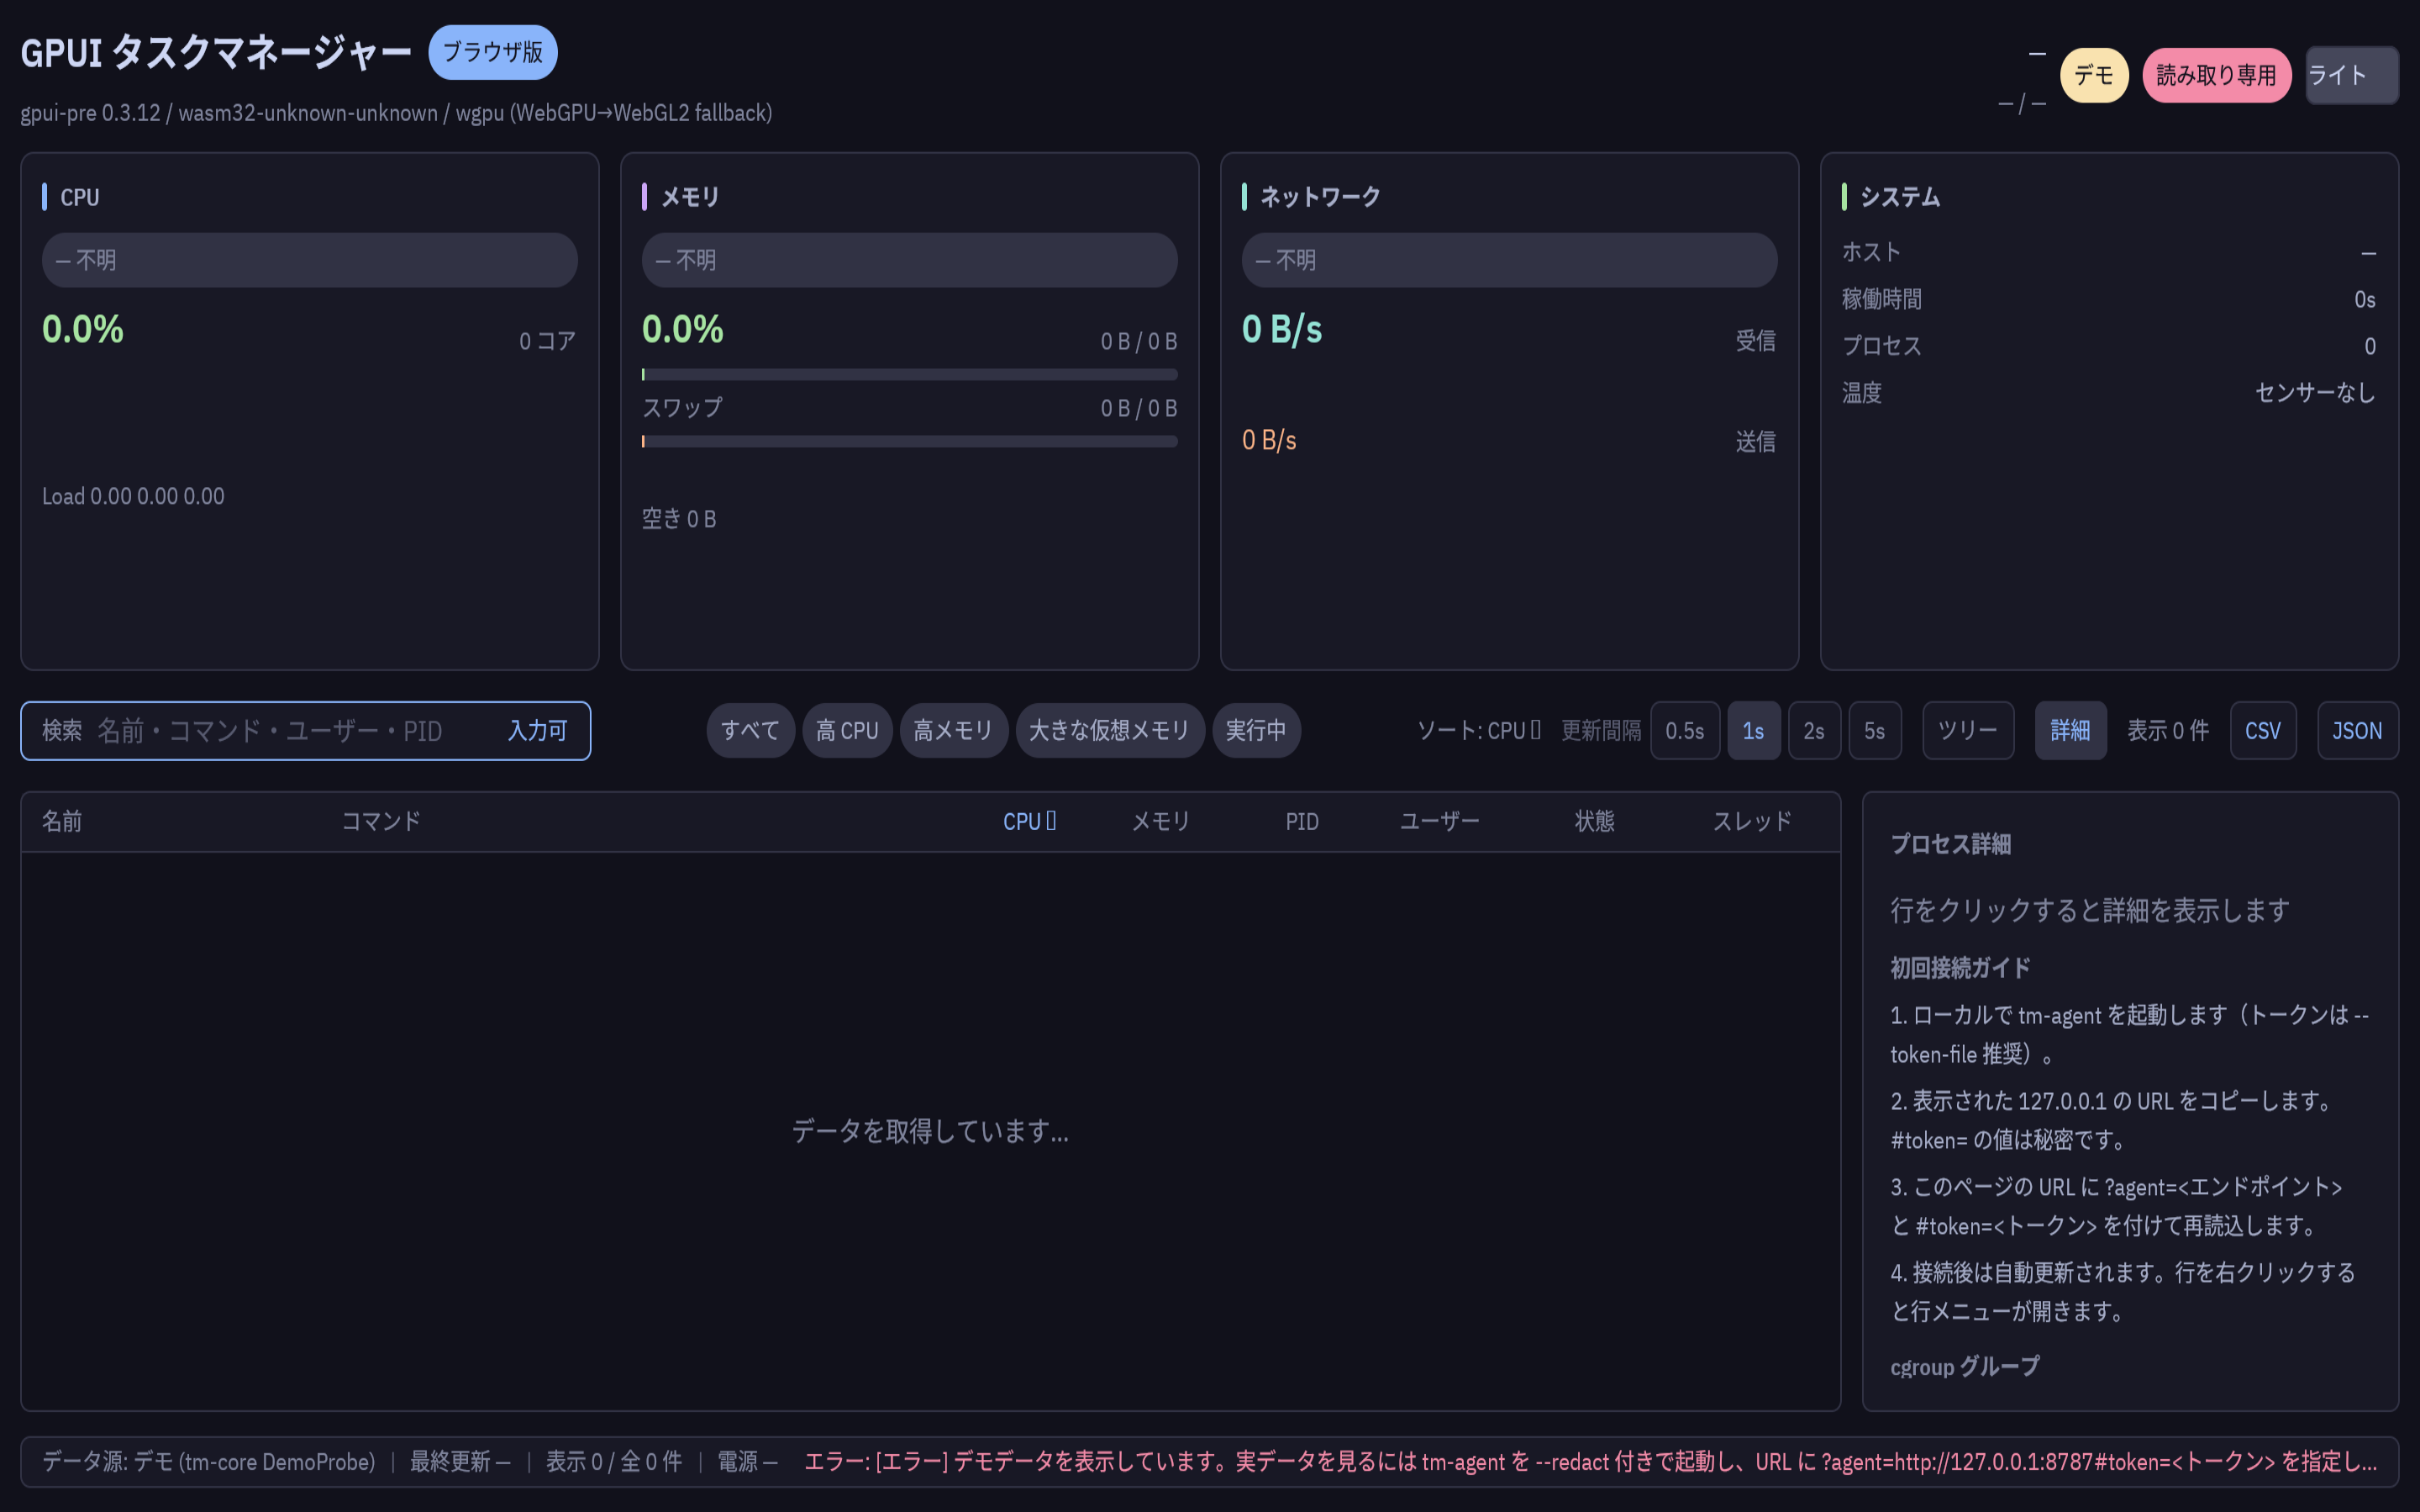 GPUI タスクマネージャー ブラウザ版
gpui-pre 0.3.12 / wasm32-unknown-unknown / wgpu (WebGPU→WebGL2 fallback)
—
— / —
デモ 読み取り専用 ライト
CPU
— 不明
0.0% 0 コア
Load 0.00 0.00 0.00
メモリ
— 不明
0.0% 0 B / 0 B
スワップ 0 B / 0 B
空き 0 B
ネットワーク
— 不明
0 B/s 受信
0 B/s 送信
システム
ホスト —
稼働時間 0s
プロセス 0
温度 センサーなし
検索 名前・コマンド・ユーザー・PID 入力可 すべて 高 CPU 高メモリ 大きな仮想メモリ 実行中 ソート: CPU ▯ 更新間隔 0.5s 1s 2s 5s ツリー 詳細 表示 0 件 CSV JSON
名前 コマンド CPU ▯ メモリ PID ユーザー 状態 スレッド
データを取得しています...
プロセス詳細
行をクリックすると詳細を表示します
初回接続ガイド
1. ローカルで tm-agent を起動します（トークンは --
token-file 推奨）。
2. 表示された 127.0.0.1 の URL をコピーします。
#token= の値は秘密です。
3. このページの URL に ?agent=<エンドポイント>
と #token=<トークン> を付けて再読込します。
4. 接続後は自動更新されます。行を右クリックする
と行メニューが開きます。
cgroup グループ
データ源: デモ (tm-core DemoProbe) | 最終更新 — | 表示 0 / 全 0 件 | 電源 — エラー: [エラー] デモデータを表示しています。実データを見るには tm-agent を --redact 付きで起動し、URL に ?agent=http://127.0.0.1:8787#token=<トークン> を指定し...